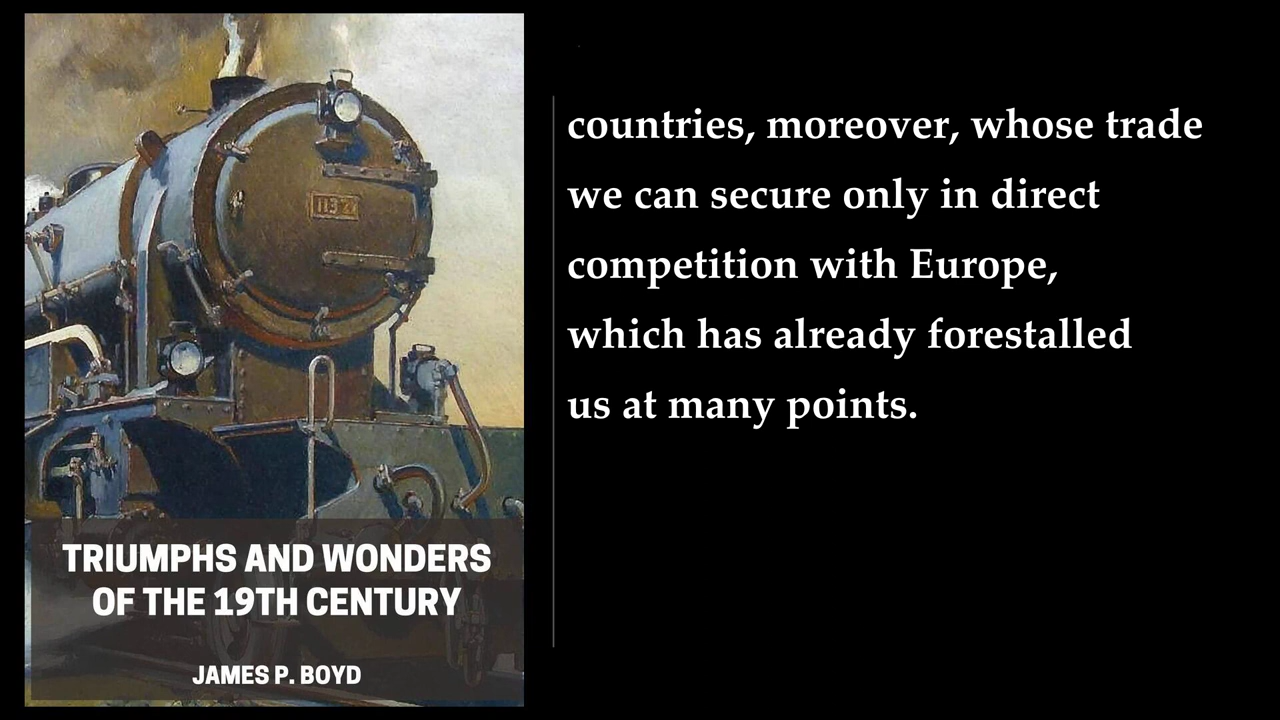 countries, moreover, whose trade
we can secure only in direct
competition with Europe,
which has already forestalled
us at many points.
TRIUMPHS AND WONDERS
OF THE 19TH CENTURY
JAMES P. BOYD